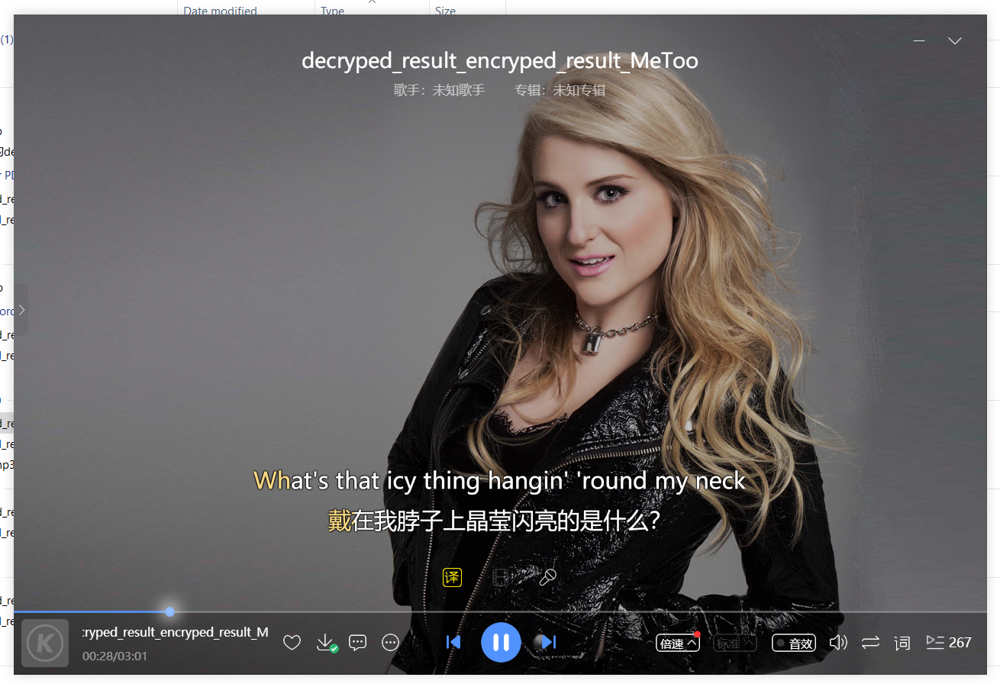 Date modified
Type
Size
(1)
decryped_result_encryped_result_MeToo
歌手：未知歌手 专辑：未知专辑
What's that icy thing hangin' 'round my neck
戴在我脖子上晶莹闪亮的是什么?
译
K
ryped_result_encryped_result_M
00:28/03:01
倍速
标准
音效
词
267